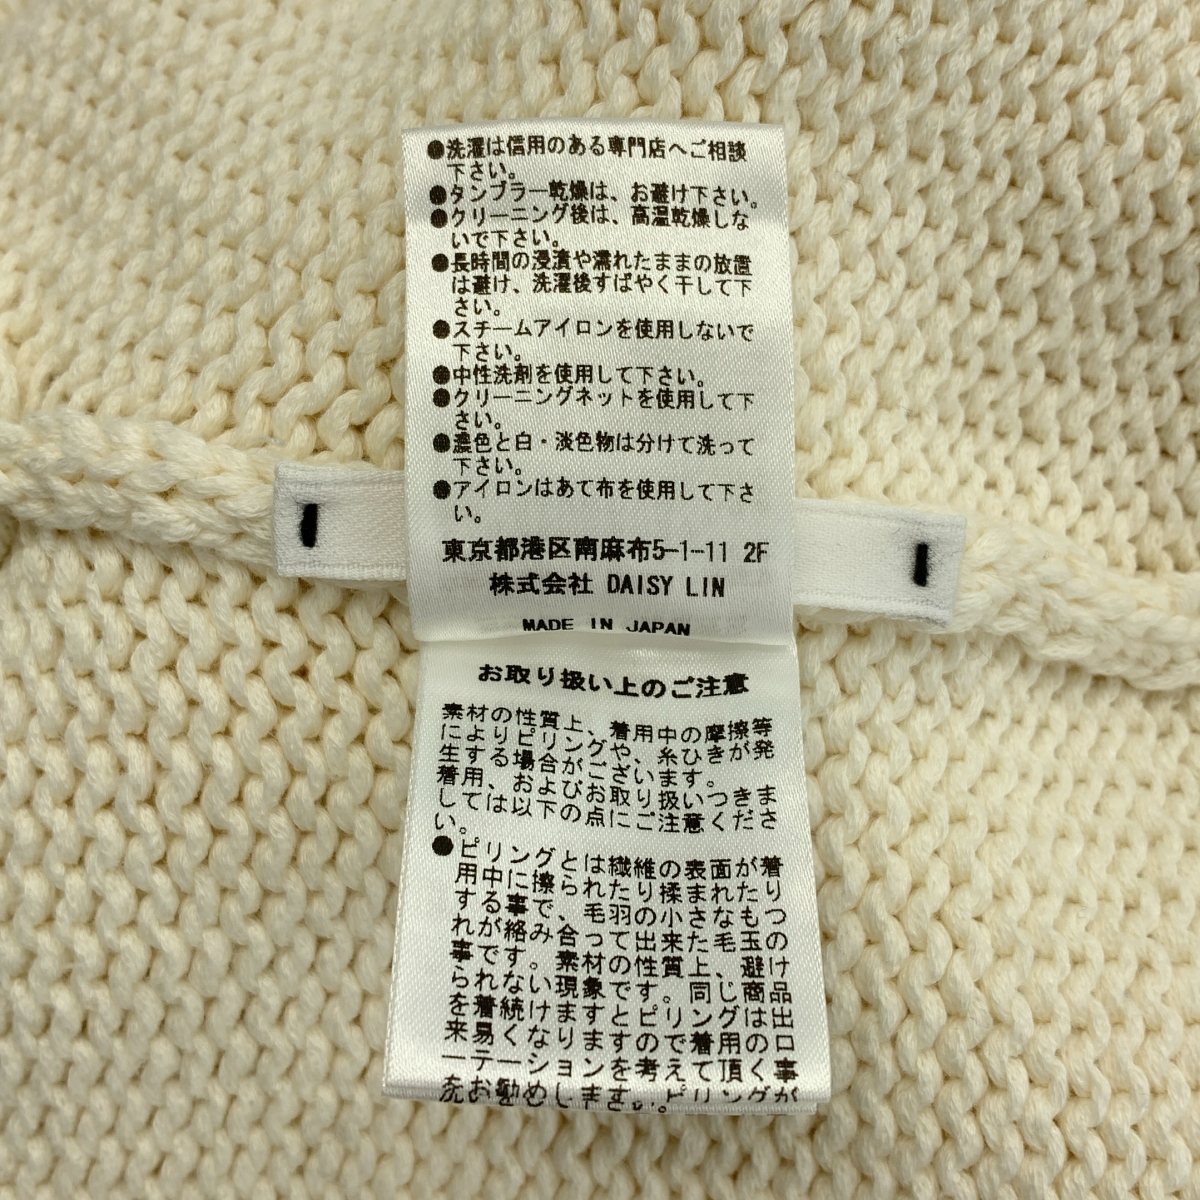 ●洗濯は信用のある専門店へご相談
下さい。
●タンブラー乾燥は、お避け下さい。
●クリーニング後は、高温乾燥しな
いで下さい。
●長時間の浸漬や濡れたままの放置
は避け、洗濯後すばやく干して下
さい。
●スチームアイロンを使用しないで
下さい。
●中性洗剤を使用して下さい。
●クリーニングネットを使用して下
さい。
●濃色と白・淡色物は分けて洗って
下さい。
●アイロンはあて布を使用して下さ
い。
東京都港区南麻布5-1-11 2F
株式会社 DAISY LIN
MADE IN JAPAN
お取り扱い上のご注意
素材の性質上、着用中の摩擦等
によりピリングや、糸ひきが発
生する場合がございます。
着用、およびお取り扱いつきま
しては以下の点にご注意くださ
い。
●ピリングとは繊維の表面が着
用中に擦られたり揉まれたり
する事で、毛羽の小さなもつ
れが絡み合って出来た毛玉の
事です。素材の性質上、避け
られない現象です。同じ商品
を着続けますとピリングは出
来易くなりますので着用のロ
ーテーションを考えて頂く事
をお勧めします。ピリングが